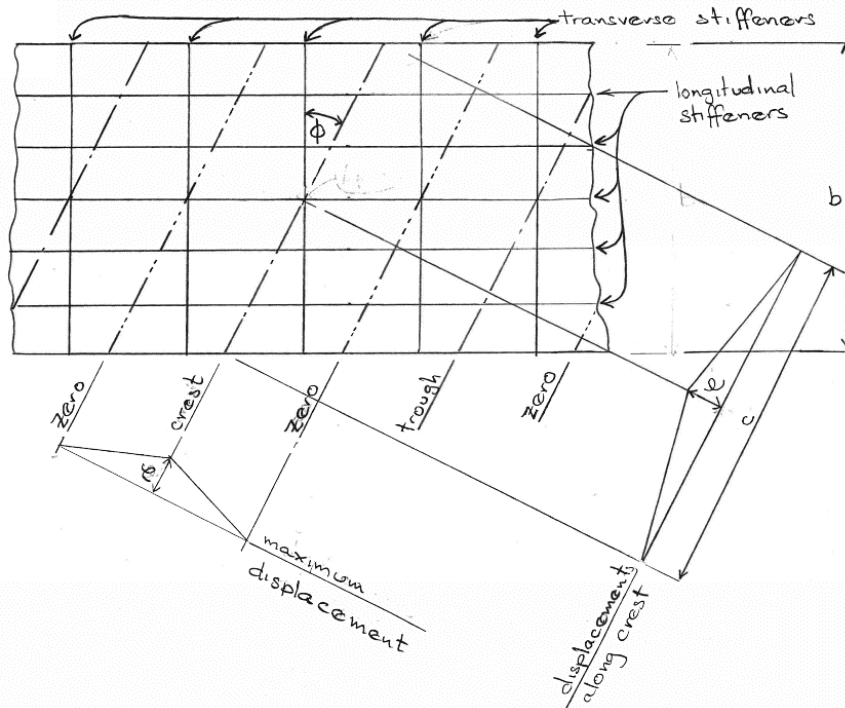 transverse stiffeners
longitudinal
stiffeners
ϕ
b
zero
crest
zero
trough
zero
e
e
c
maximum
displacement
displacement
along crest